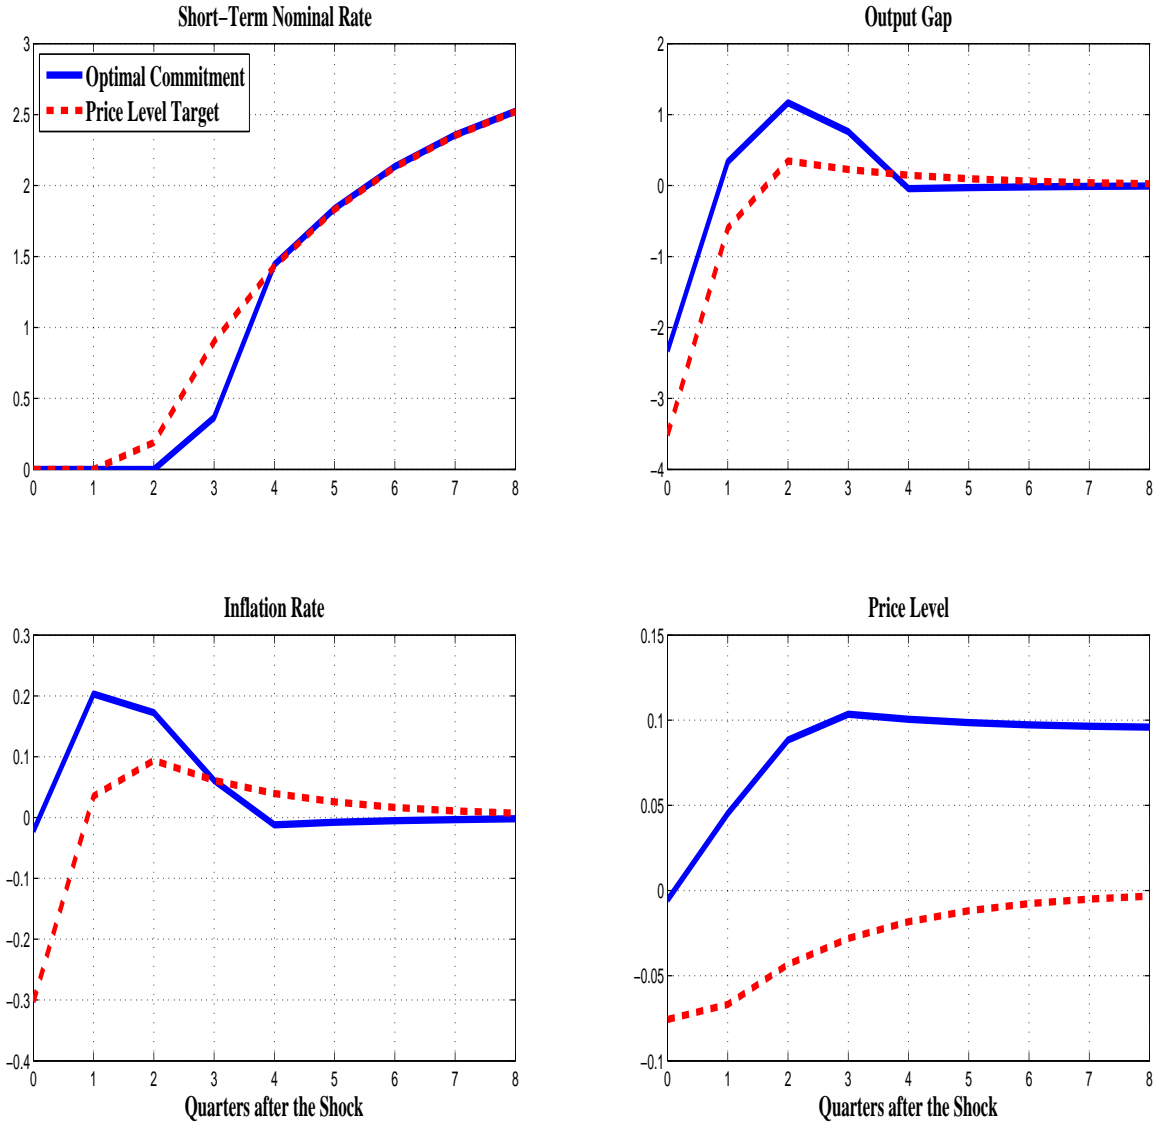 Short−Term Nominal Rate
3
2.5
2
1.5
1
0.5
0
0 1 2 3 4 5 6 7 8
Optimal Commitment
Price Level Target
Output Gap
2
1
0
−1
−2
−3
−4
0 1 2 3 4 5 6 7 8
Inflation Rate
0.3
0.2
0.1
0
−0.1
−0.2
−0.3
−0.4
0 1 2 3 4 5 6 7 8
Quarters after the Shock
Price Level
0.15
0.1
0.05
0
−0.05
−0.1
0 1 2 3 4 5 6 7 8
Quarters after the Shock